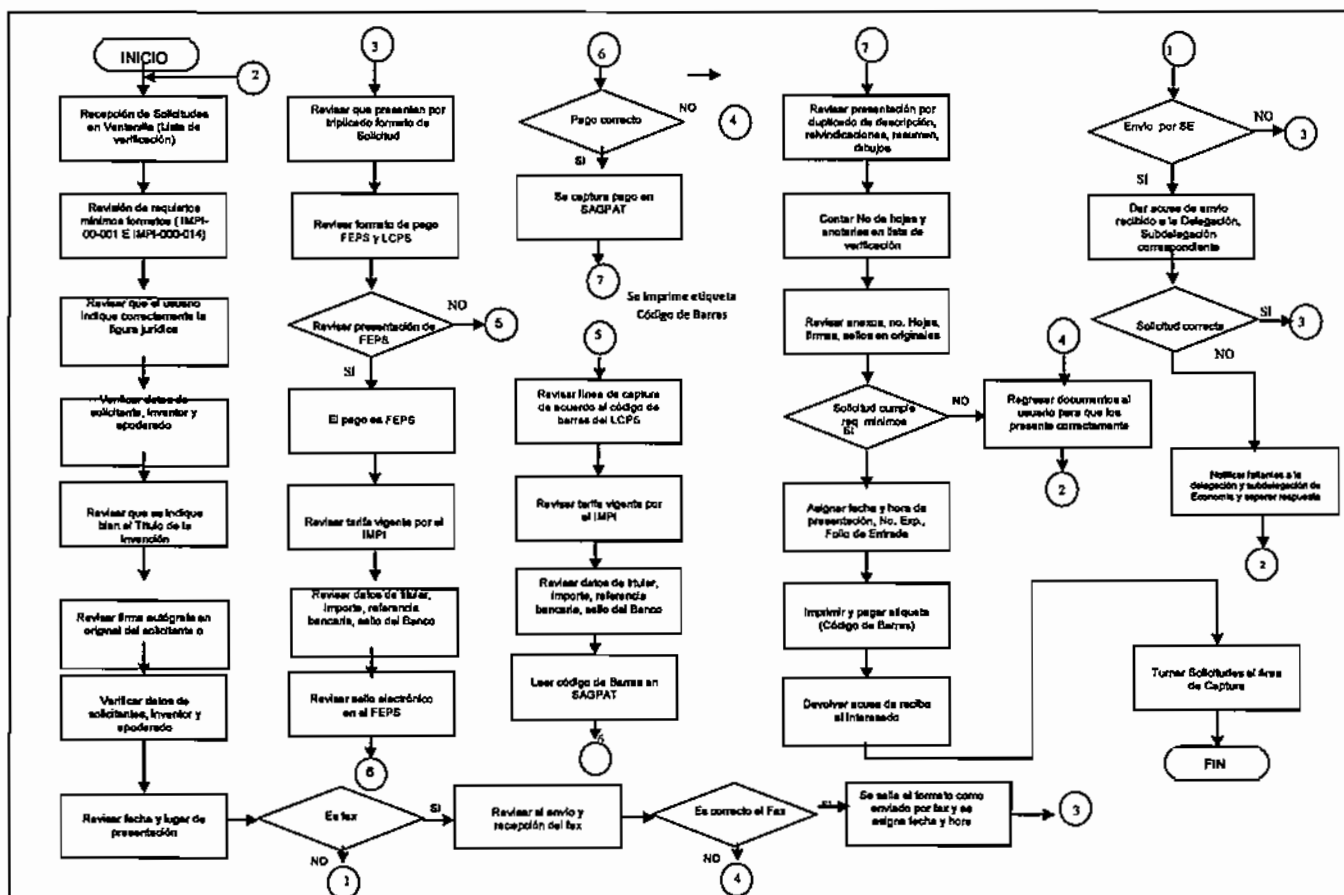 INICIO
2
Recepción de Solicitudes
en Ventanilla (Lista de
verificación)
Revisión de requisitos
mínimos formatos ( IMPI-
00-001 E IMPI-000-014)
Revisar que el usuario
indique correctamente la
figura jurídica
Verificar datos de
solicitante, inventor y
apoderado
Revisar que se indique
bien el Título de la
Invención
Revisar firma autógrafa en
original del solicitante o
Verificar datos de
solicitantes, inventor y
apoderado
Revisar fecha y lugar de
presentación
Es fax
SI
NO
1
Revisar el envío y
recepción del fax
Es correcto el Fax
SI
NO
4
Se sella el formato como
enviado por fax y se
asigna fecha y hora
3
3
Revisar que presenten por
triplicado formato de
Solicitud
Revisar formato de pago
FEPS y LCPS
Revisar presentación de
FEPS
NO
5
SÍ
El pago es FEPS
Revisar tarifa vigente por el
IMPI
Revisar datos de titular,
importe, referencia
bancaria, sello del Banco
Revisar sello electrónico
en el FEPS
6
6
Pago correcto
NO
4
SI
Se captura pago en
SAGPAT
7
Se imprime etiqueta
Código de Barras
5
Revisar línea de captura
de acuerdo al código de
barras del LCPS
Revisar tarifa vigente por
el IMPI
Revisar datos de titular,
importe, referencia
bancaria, sello del Banco
Leer código de Barras en
SAGPAT
6
7
Revisar presentación por
duplicado de descripción,
reivindicaciones, resumen,
dibujos
Contar No de hojas y
anotarlas en lista de
verificación
Revisar anexos, no. Hojas,
firmas, sellos en originales
Solicitud cumple
req mínimos
SI
NO
Asignar fecha y hora de
presentación, No. Exp.,
Folio de Entrada
Imprimir y pegar etiqueta
(Código de Barras)
Devolver acuse de recibo
al Interesado
4
Regresar documentos al
usuario para que los
presente correctamente
2
1
Envío por SE
NO
3
SÍ
Dar acuse de envío
recibido a la Delegación,
Subdelegación
correspondiente
Solicitud correcta
SI
3
NO
Notificar faltantes a la
delegación y subdelegación de
Economía y esperar respuesta
2
Turnar Solicitudes al Área
de Captura
FIN